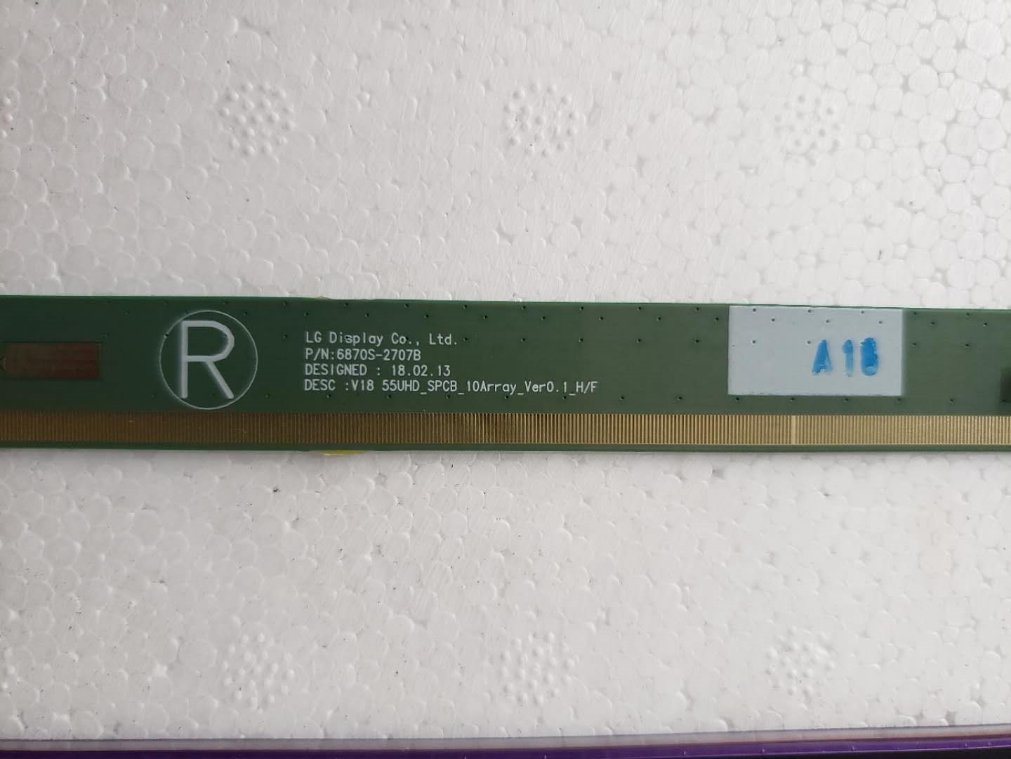 R
LG Display Co., Ltd.
P/N:6870S-2707B
DESIGNED : 18.02.13
DESC :V18 55UHD_SPCB_10Array_Ver0.1_H/F
A18